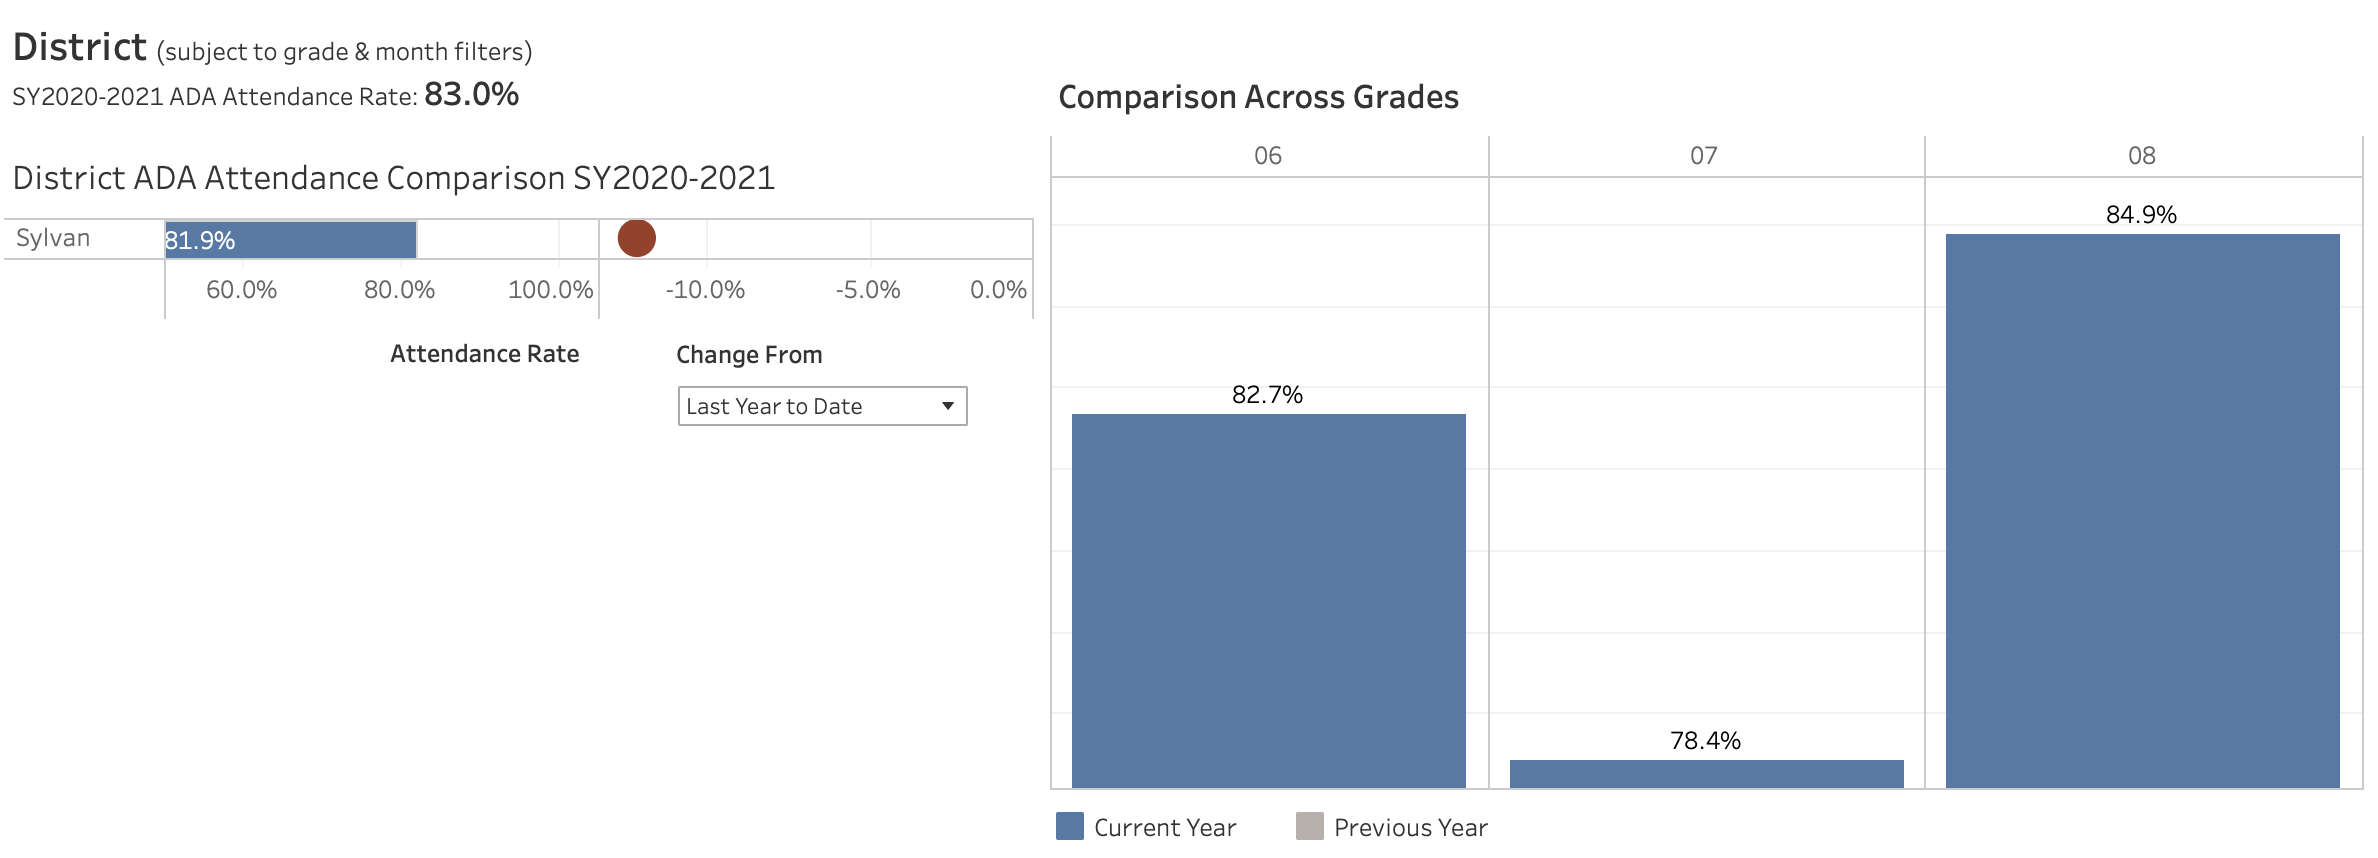 District (subject to grade & month filters)
SY2020-2021 ADA Attendance Rate: 83.0%
District ADA Attendance Comparison SY2020-2021
Sylvan
81.9%
60.0% 80.0% 100.0% -10.0% -5.0% 0.0%
Attendance Rate
Change From
Last Year to Date
Comparison Across Grades
06 07 08
82.7%
78.4%
84.9%
Current Year Previous Year